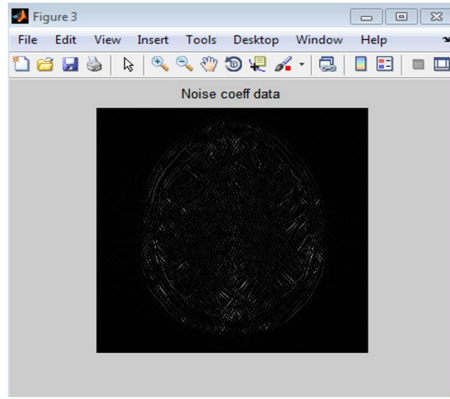 Figure 3
File Edit View Insert Tools Desktop Window Help
Noise coeff data